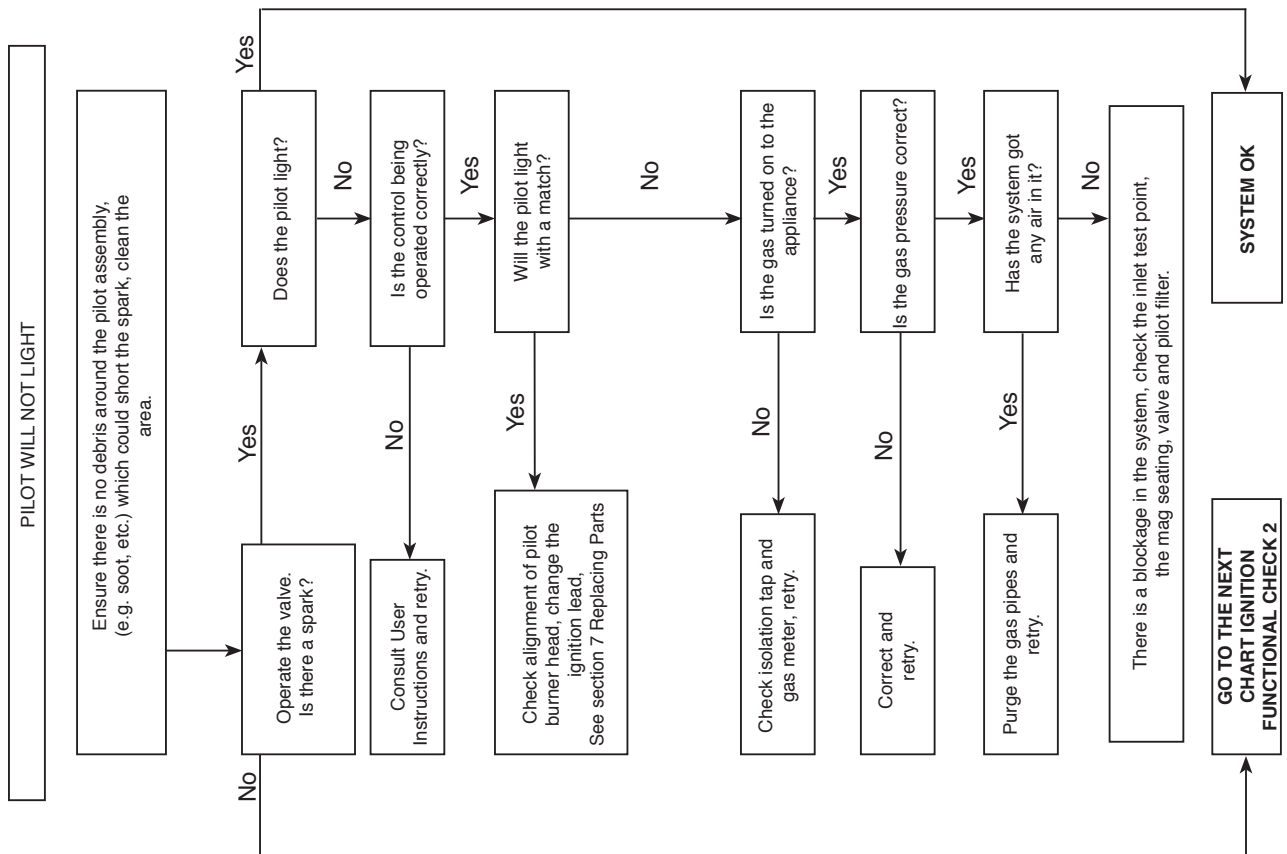 PILOT WILL NOT LIGHT
Ensure there is no debris around the pilot assembly,
(e.g. soot, etc.) which could short the spark, clean the
area.
Operate the valve.
Is there a spark?
No
Yes
Does the pilot light?
Yes
No
Is the control being
operated correctly?
No
Consult User
Instructions and retry.
Yes
Will the pilot light
with a match?
Yes
Check alignment of pilot
burner head, change the
ignition lead,
See section 7 Replacing Parts
No
Is the gas turned on to the
appliance?
No
Check isolation tap and
gas meter, retry.
Yes
Is the gas pressure correct?
No
Correct and
retry.
Yes
Has the system got
any air in it?
Yes
Purge the gas pipes and
retry.
No
There is a blockage in the system, check the inlet test point,
the mag seating, valve and pilot filter.
GO TO THE NEXT
CHART IGNITION
FUNCTIONAL CHECK 2
SYSTEM OK